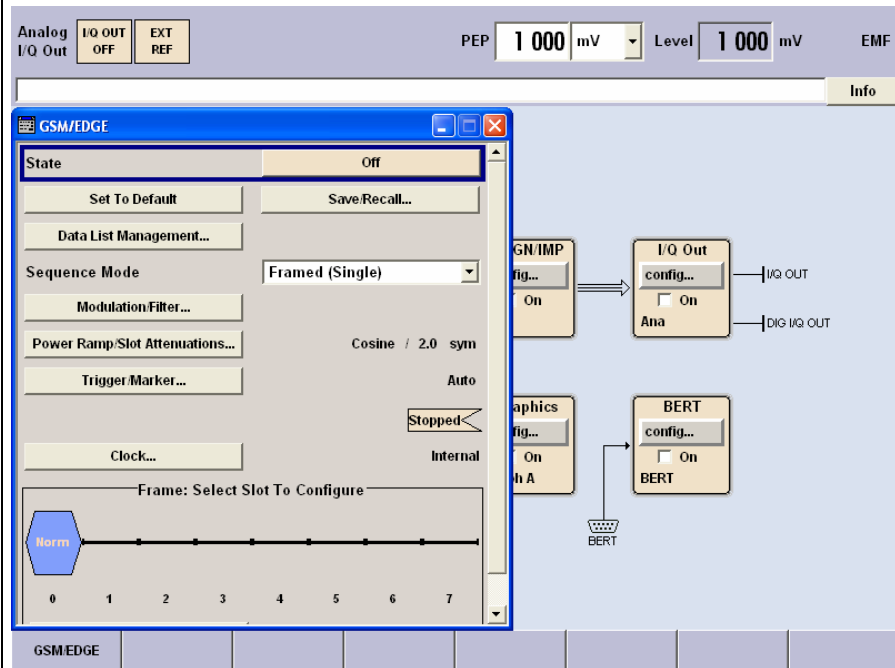 Analog I/Q Out
I/Q OUT OFF
EXT REF
PEP 1 000 mV Level 1 000 mV EMF
Info
GSM/EDGE
State Off
Set To Default Save/Recall...
Data List Management...
Sequence Mode Framed (Single)
Modulation/Filter...
Power Ramp/Slot Attenuations... Cosine / 2.0 sym
Trigger/Marker... Auto
Stopped
Clock... Internal
Frame: Select Slot To Configure
Norm
0 1 2 3 4 5 6 7
GN/IMP
fig...
On
I/Q Out
config...
On
Ana
I/Q OUT
DIG I/Q OUT
aphics
fig...
On
h A
BERT
config...
On
BERT
BERT
GSM/EDGE